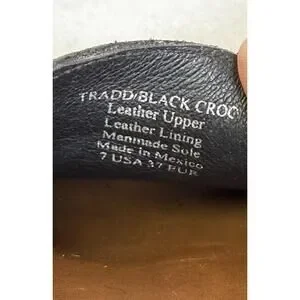 TRADD/BLACK CROC
Leather Upper
Leather Lining
Manmade Sole
Made in Mexico
7 USA 37 EUR